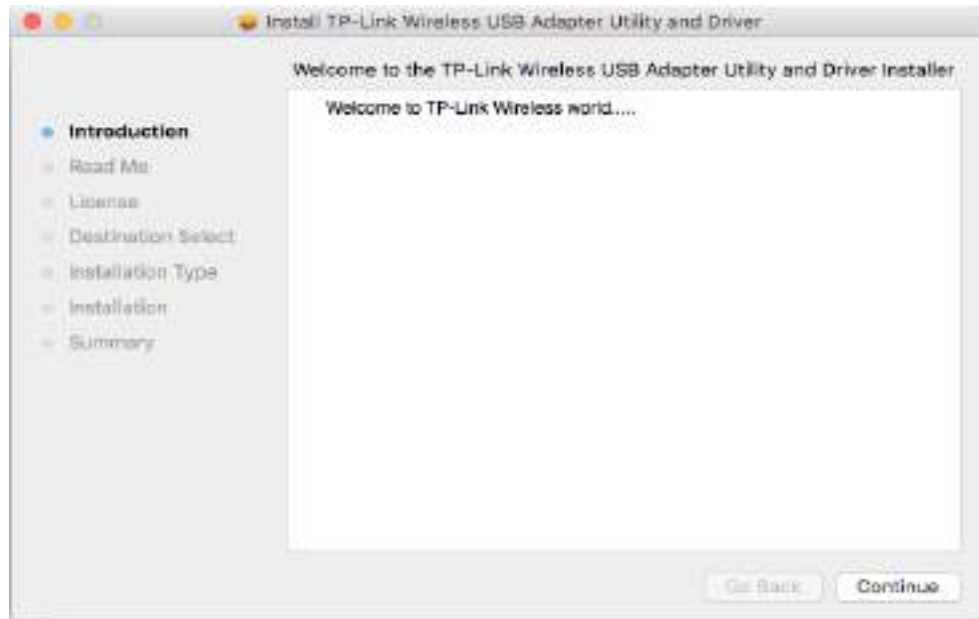 Install TP-Link Wireless USB Adapter Utility and Driver
Welcome to the TP-Link Wireless USB Adapter Utility and Driver Installer
Welcome to TP-Link Wireless world.....
Introduction
Read Me
License
Destination Select
Installation Type
Installation
Summary
Go Back
Continue